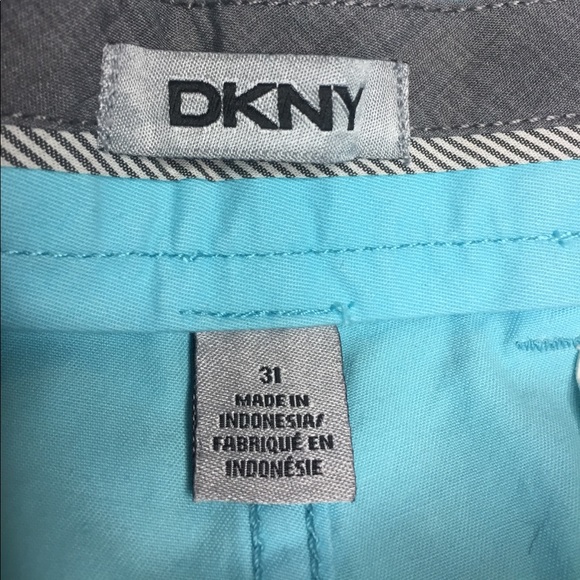 DKNY
31
MADE IN
INDONESIA/
FABRIQUÉ EN
INDONÉSIE